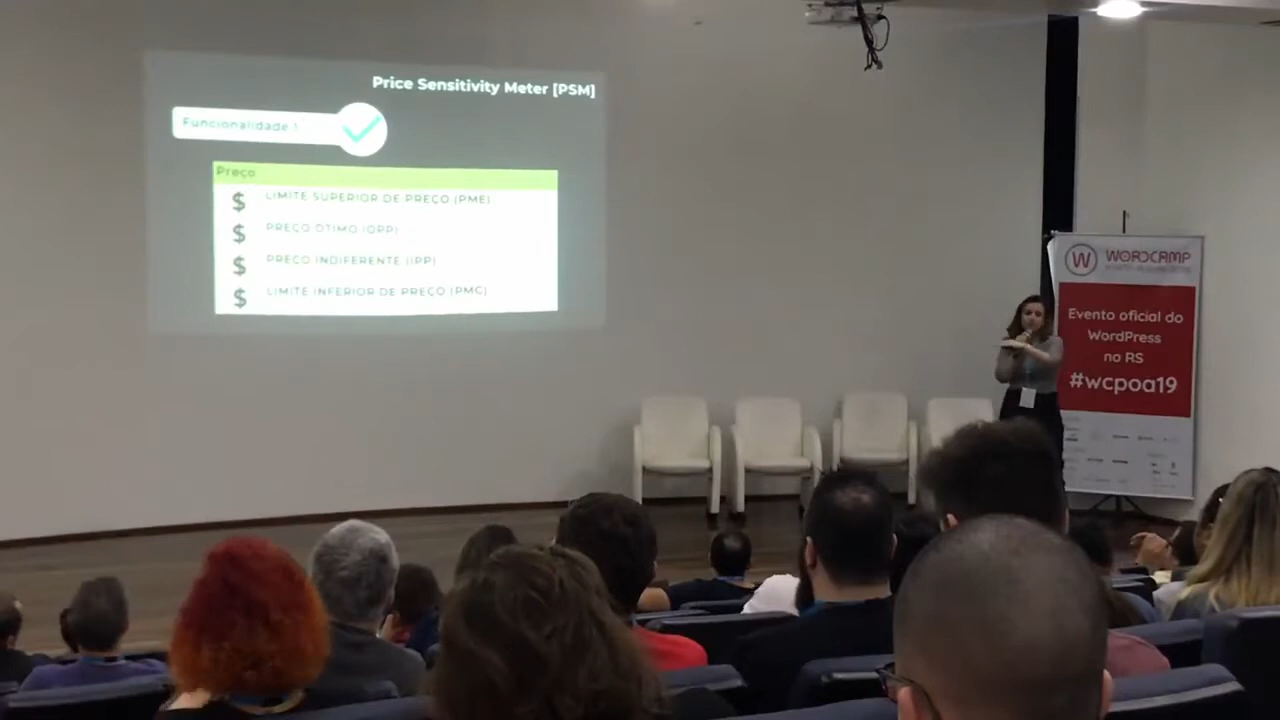 Price Sensitivity Meter [PSM]
Funcionalidade 1
Preço
$ LIMITE SUPERIOR DE PREÇO (PME)
$ PREÇO ÓTIMO (OPP)
$ PREÇO INDIFERENTE (IPP)
$ LIMITE INFERIOR DE PREÇO (PMC)
W WORDCAMP
Evento oficial do
WordPress
no RS
#wcpoa19